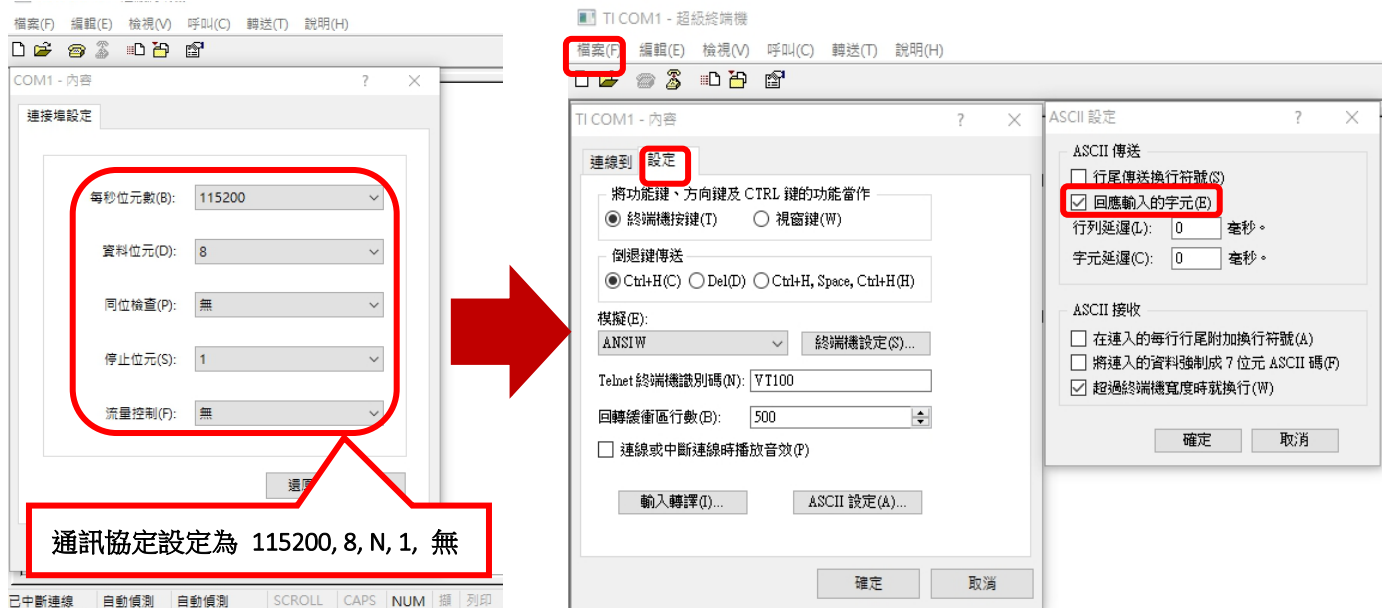 檔案(F) 編輯(E) 檢視(V) 呼叫(C) 轉送(T) 說明(H)
COM1 - 內容 ?
連接埠設定
每秒位元數(B): 115200
資料位元(D): 8
同位檢查(P): 無
停止位元(S): 1
流量控制(F): 無
通訊協定設定為 115200, 8, N, 1, 無
已中斷連線 自動偵測 自動偵測 SCROLL CAPS NUM 擷 列印
TI COM1 - 超級終端機
檔案(F) 編輯(E) 檢視(V) 呼叫(C) 轉送(T) 說明(H)
TI COM1 - 內容 ?
連線到 設定
將功能鍵、方向鍵及 CTRL 鍵的功能當作
終端機按鍵(T) 視窗鍵(W)
倒退鍵傳送
Ctrl+H(C) Del(D) Ctrl+H, Space, Ctrl+H(H)
模擬(E):
ANSIW 終端機設定(S)...
Telnet 終端機識別碼(N): VT100
回轉緩衝區行數(B): 500
連線或中斷連線時播放音效(P)
輸入轉譯(I)... ASCII 設定(A)...
確定 取消
ASCII 設定 ?
ASCII 傳送
行尾傳送換行符號(S)
回應輸入的字元(E)
行列延遲(L): 0 毫秒。
字元延遲(C): 0 毫秒。
ASCII 接收
在連入的每行行尾附加換行符號(A)
將連入的資料強制成 7 位元 ASCII 碼(F)
超過終端機寬度時就換行(W)
確定 取消